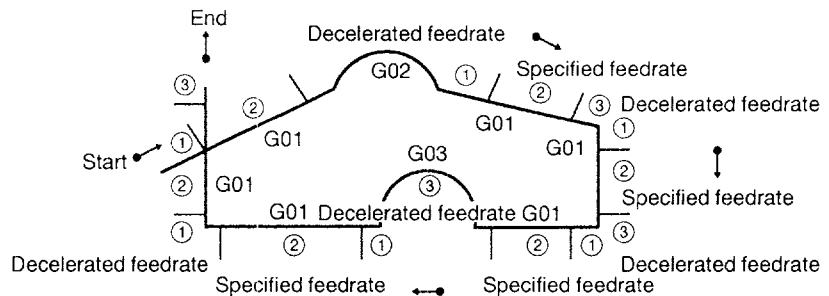 End
Decelerated feedrate
G02
① Specified feedrate
③ ② ② ③ Decelerated feedrate
G01 G01 ①
① G01 G03
Start
② G01 ③ ②
Specified feedrate
G01 Decelerated feedrate G01
① ② ① ② ① ③
Decelerated feedrate Decelerated feedrate
Specified feedrate Specified feedrate